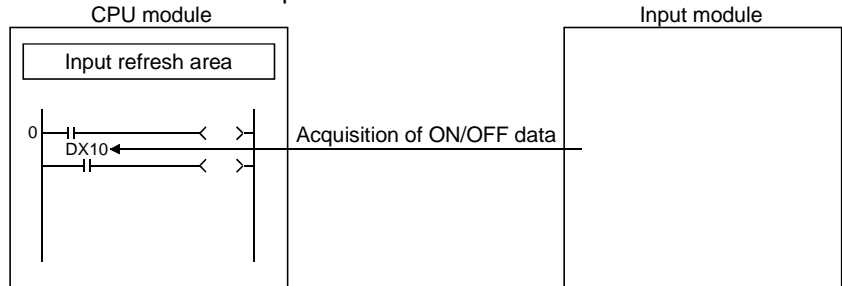 CPU module
Input module
Input refresh area
0
Acquisition of ON/OFF data
DX10